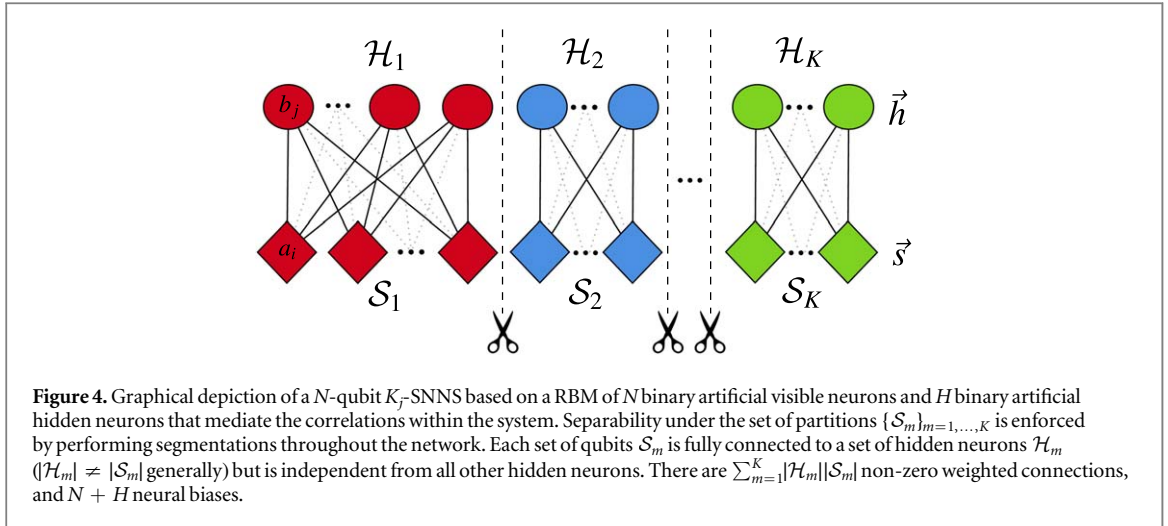 ℋ₁ ℋ₂ ℋ_K
b_j ... ... ... h⃗
...
a_i ... ... ... s⃗
𝒮₁ 𝒮₂ 𝒮_K
Figure 4. Graphical depiction of a N-qubit K_j-SNNS based on a RBM of N binary artificial visible neurons and H binary artificial
hidden neurons that mediate the correlations within the system. Separability under the set of partitions {𝒮_m}_{m=1,…,K} is enforced
by performing segmentations throughout the network. Each set of qubits 𝒮_m is fully connected to a set of hidden neurons ℋ_m
(|ℋ_m| ≠ |𝒮_m| generally) but is independent from all other hidden neurons. There are ∑_{m=1}^{K}|ℋ_m||𝒮_m| non-zero weighted connections,
and N + H neural biases.